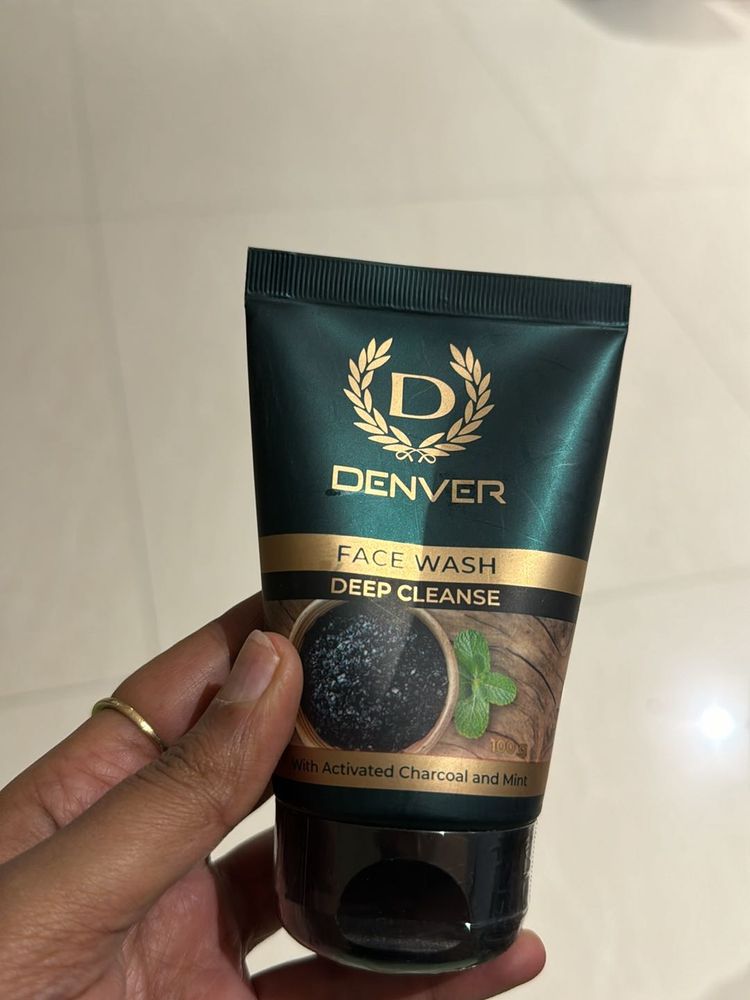 D
DENVER
FACE WASH
DEEP CLEANSE
100 g
With Activated Charcoal and Mint